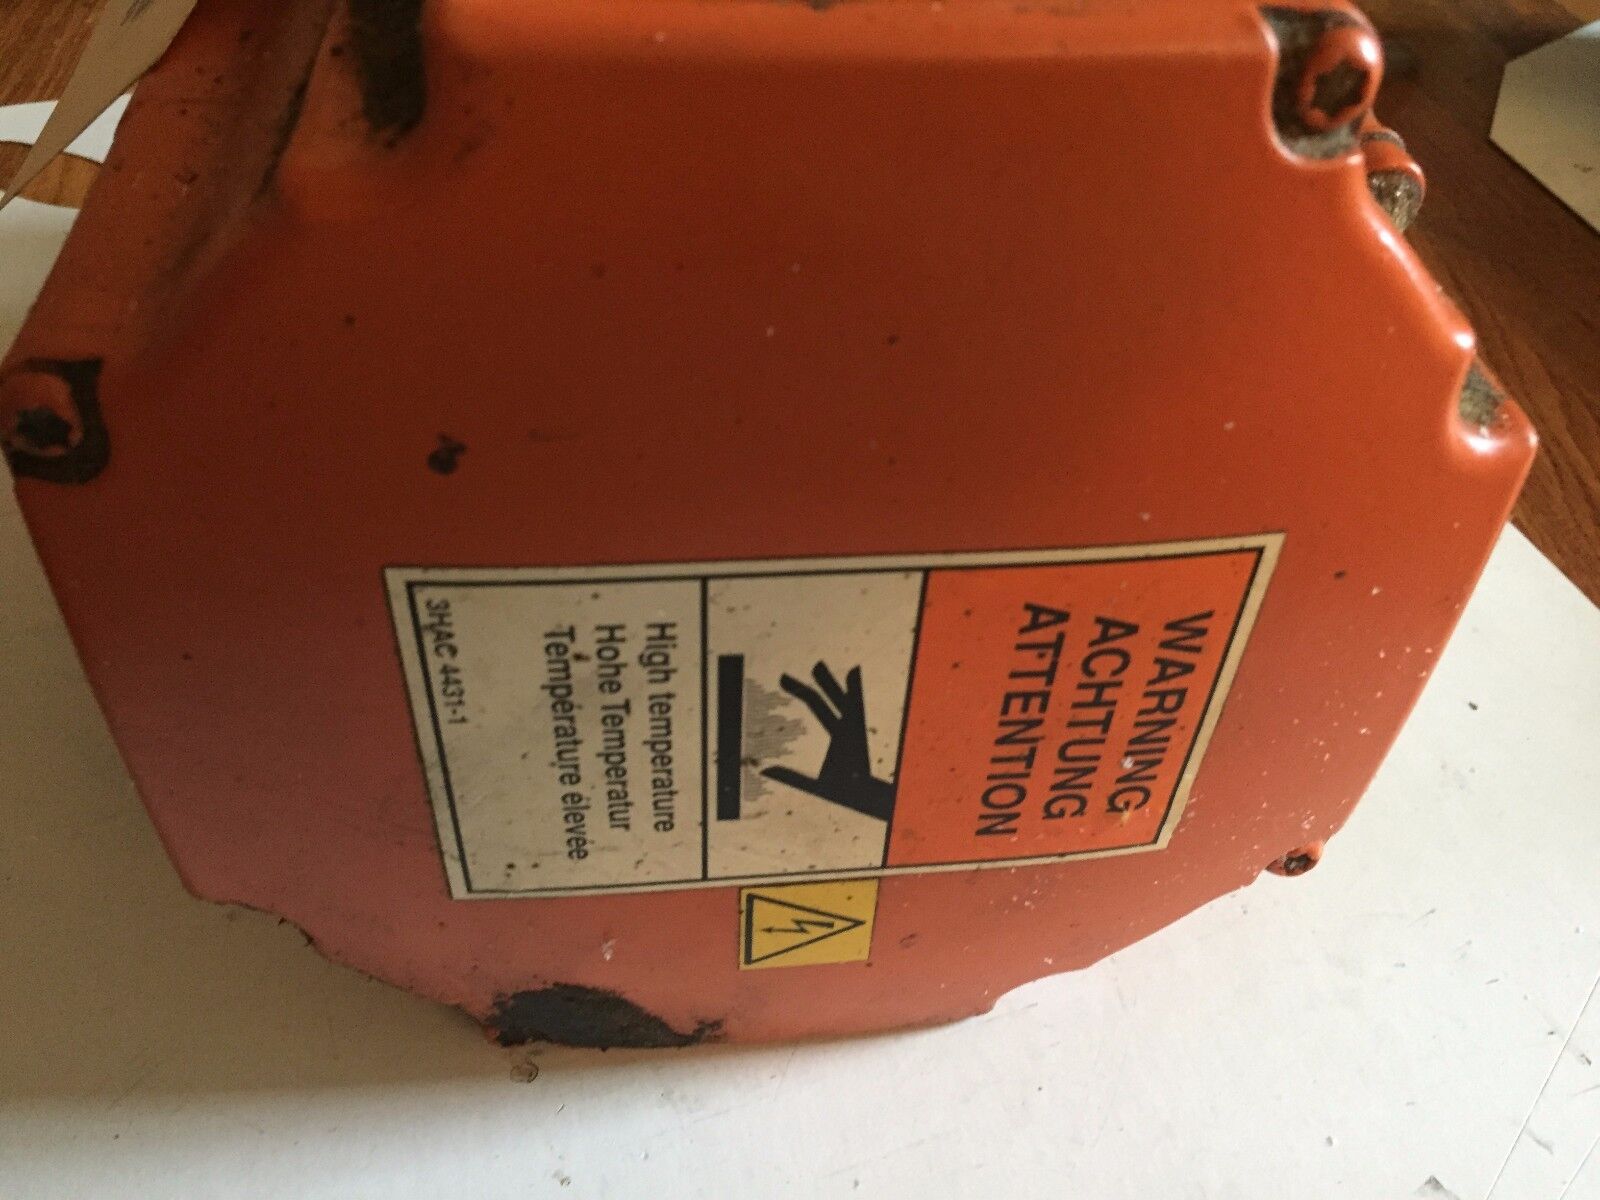 WARNING
ACHTUNG
ATTENTION
High temperature
Hohe Temperatur
Température élevée
3HAC 4431-1